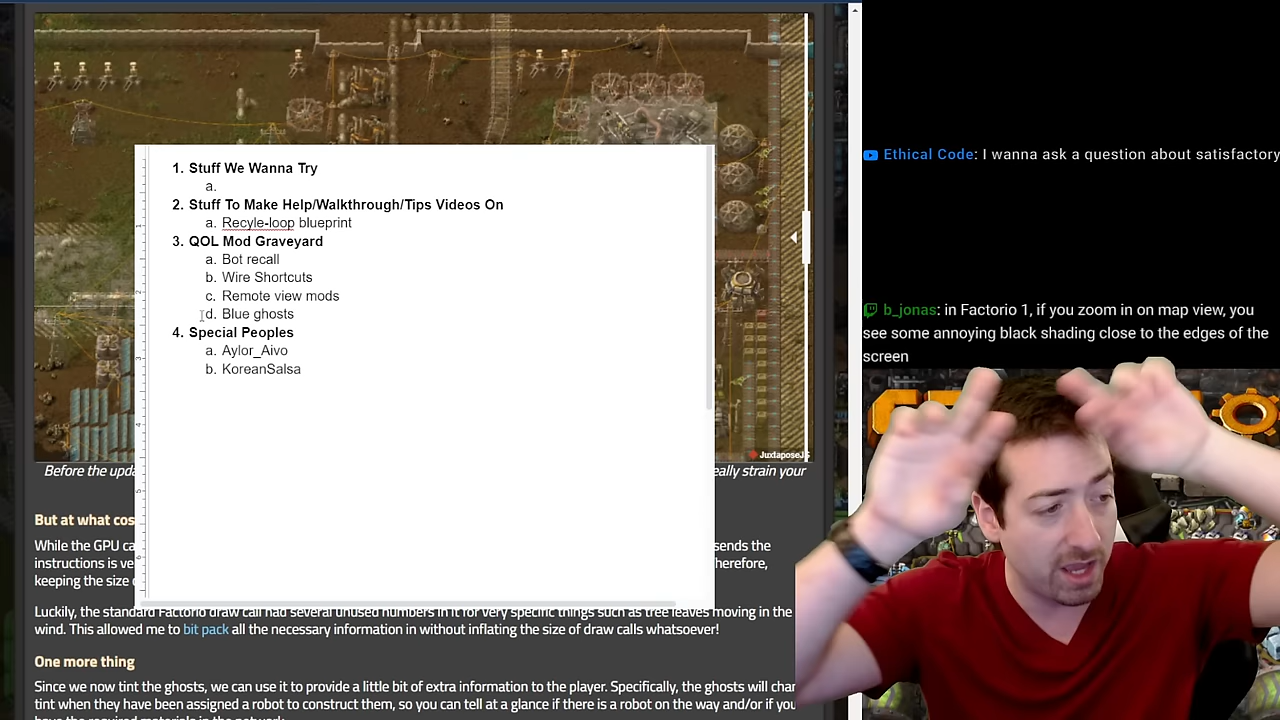 1. Stuff We Wanna Try
a.
2. Stuff To Make Help/Walkthrough/Tips Videos On
a. Recyle-loop blueprint
3. QOL Mod Graveyard
a. Bot recall
b. Wire Shortcuts
c. Remote view mods
d. Blue ghosts
4. Special Peoples
a. Aylor_Aivo
b. KoreanSalsa
JuxtaposeJS
Before the upda
eally strain your
But at what cos
While the GPU ca
sends the
instructions is ve
herefore,
keeping the size
Luckily, the standard Factorio draw call had several unused numbers in it for very specific things such as tree leaves moving in the
wind. This allowed me to bit pack all the necessary information in without inflating the size of draw calls whatsoever!
One more thing
Since we now tint the ghosts, we can use it to provide a little bit of extra information to the player. Specifically, the ghosts will chan
tint when they have been assigned a robot to construct them, so you can tell at a glance if there is a robot on the way and/or if you
Ethical Code: I wanna ask a question about satisfactory
b_jonas: in Factorio 1, if you zoom in on map view, you
see some annoying black shading close to the edges of the
screen